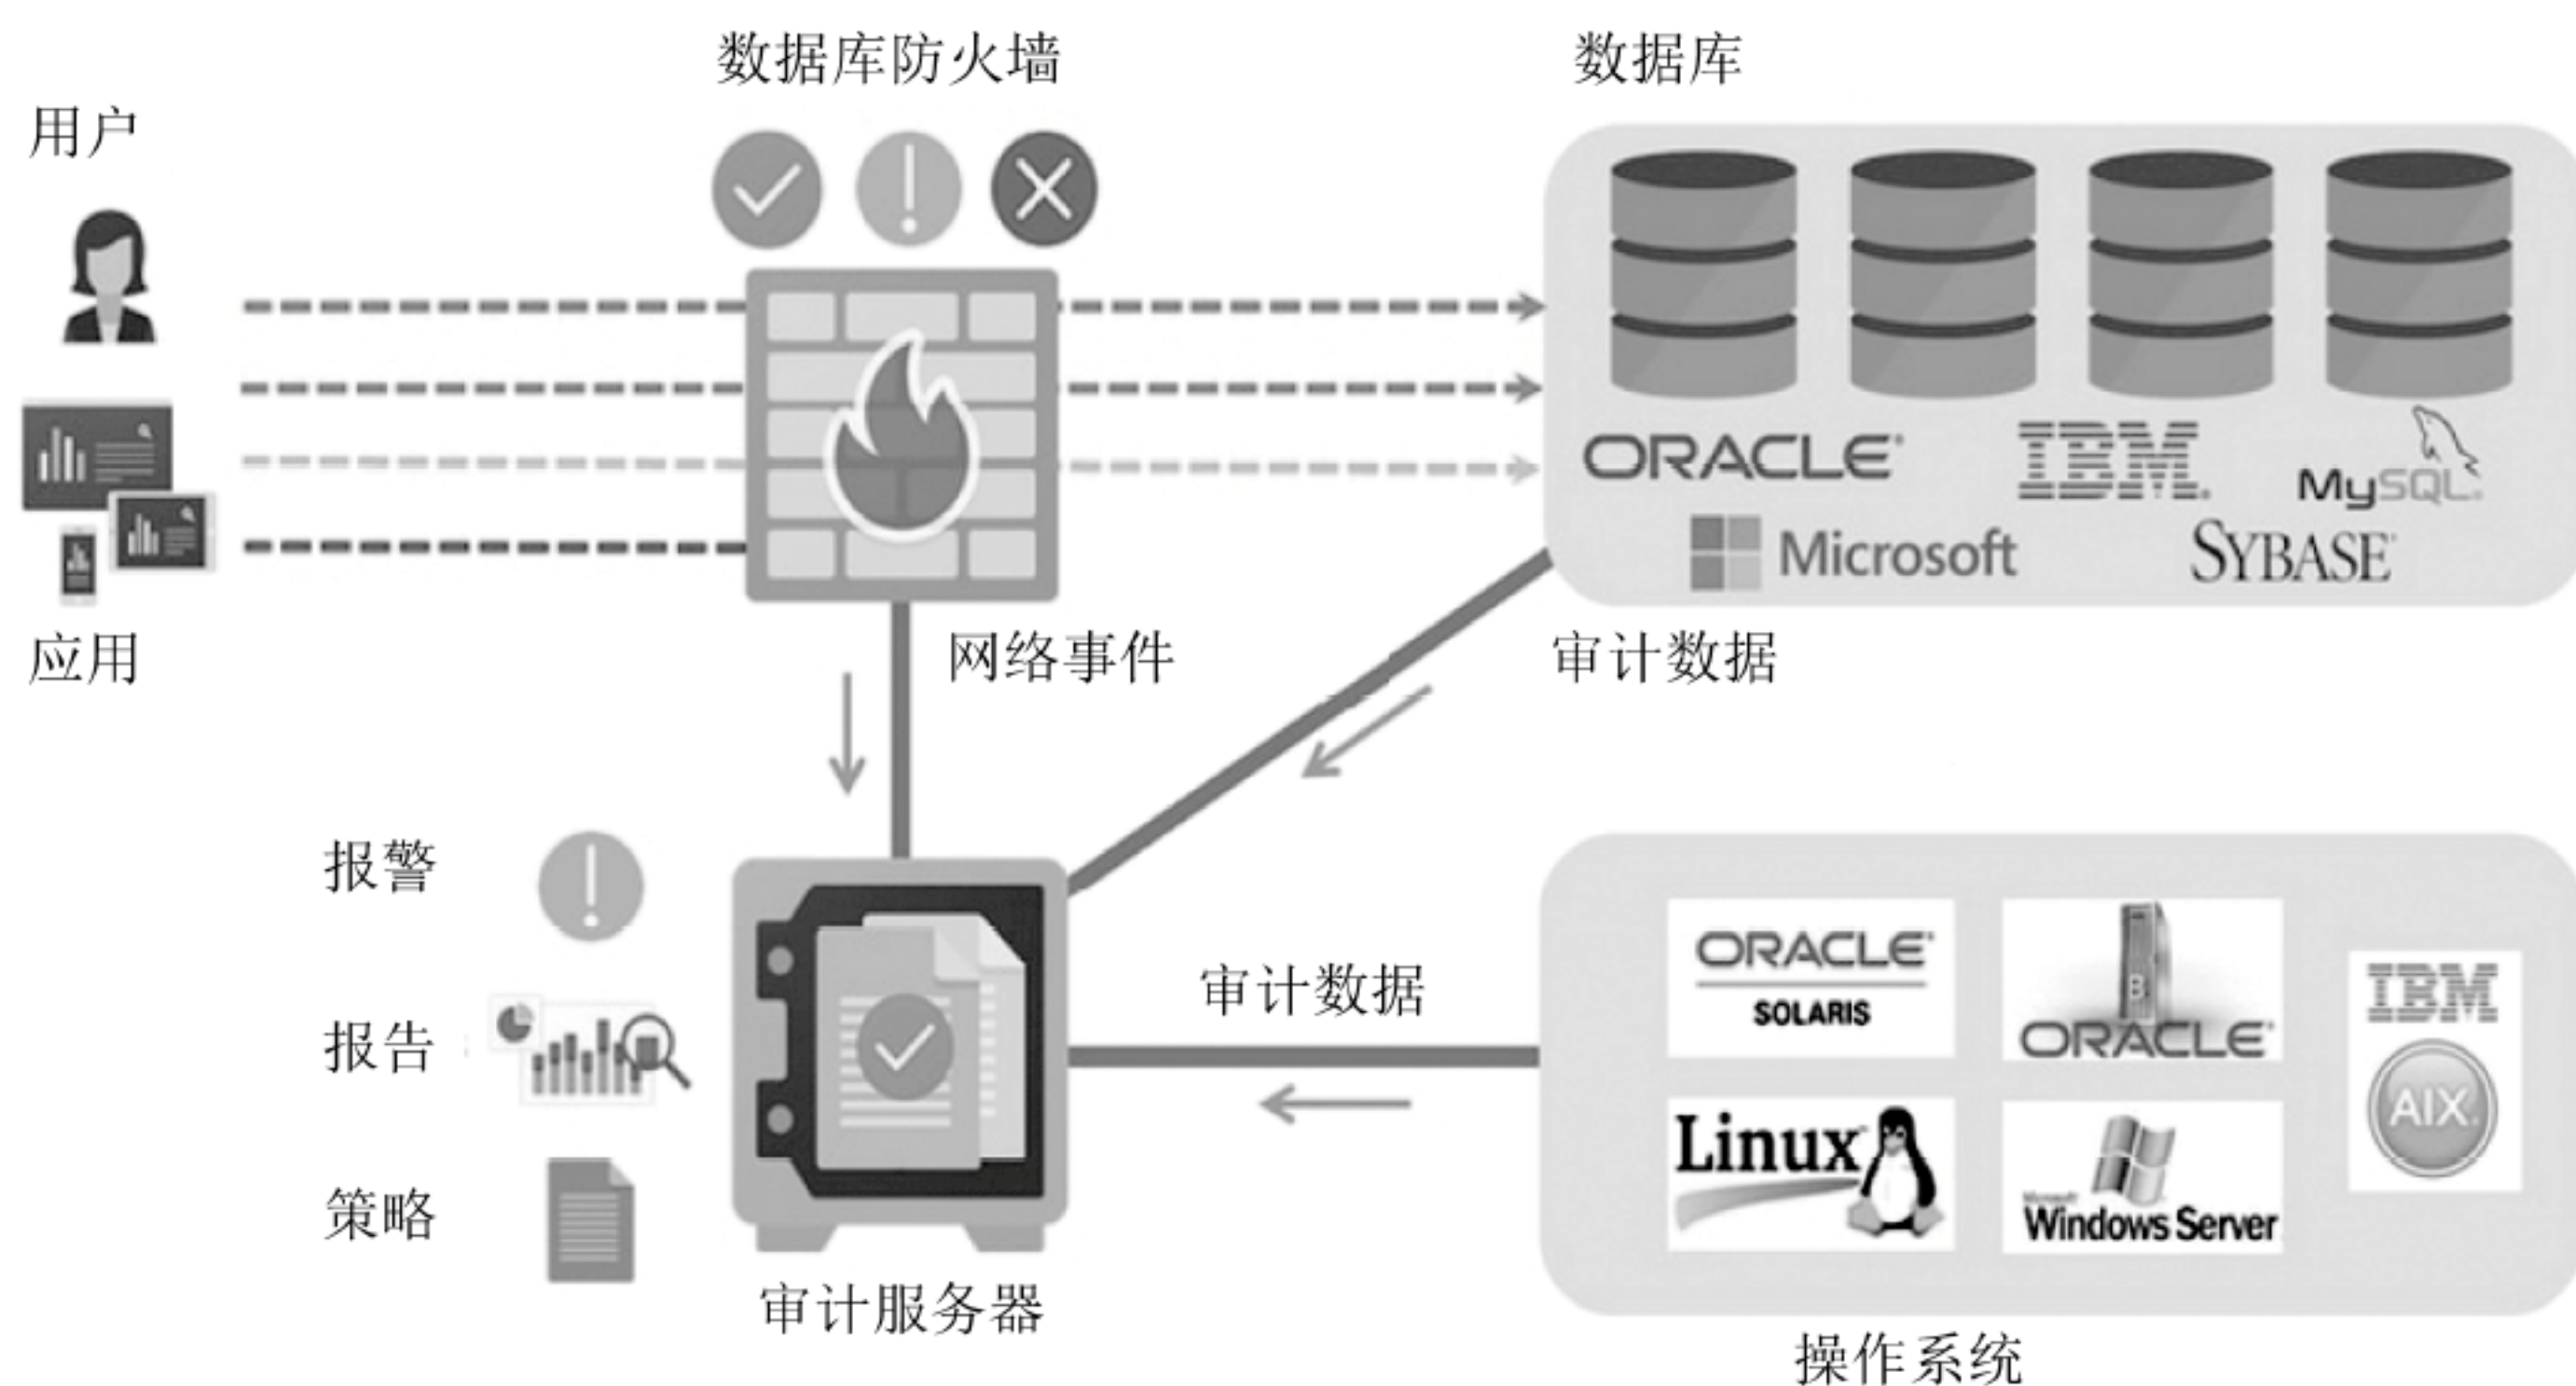 数据库防火墙
数据库
用户
ORACLE
IBM
MySQL
Microsoft
SYBASE
应用
网络事件
审计数据
报警
报告
策略
审计数据
审计服务器
ORACLE
SOLARIS
B
ORACLE
IBM
AIX
Linux
Microsoft
Windows Server
操作系统